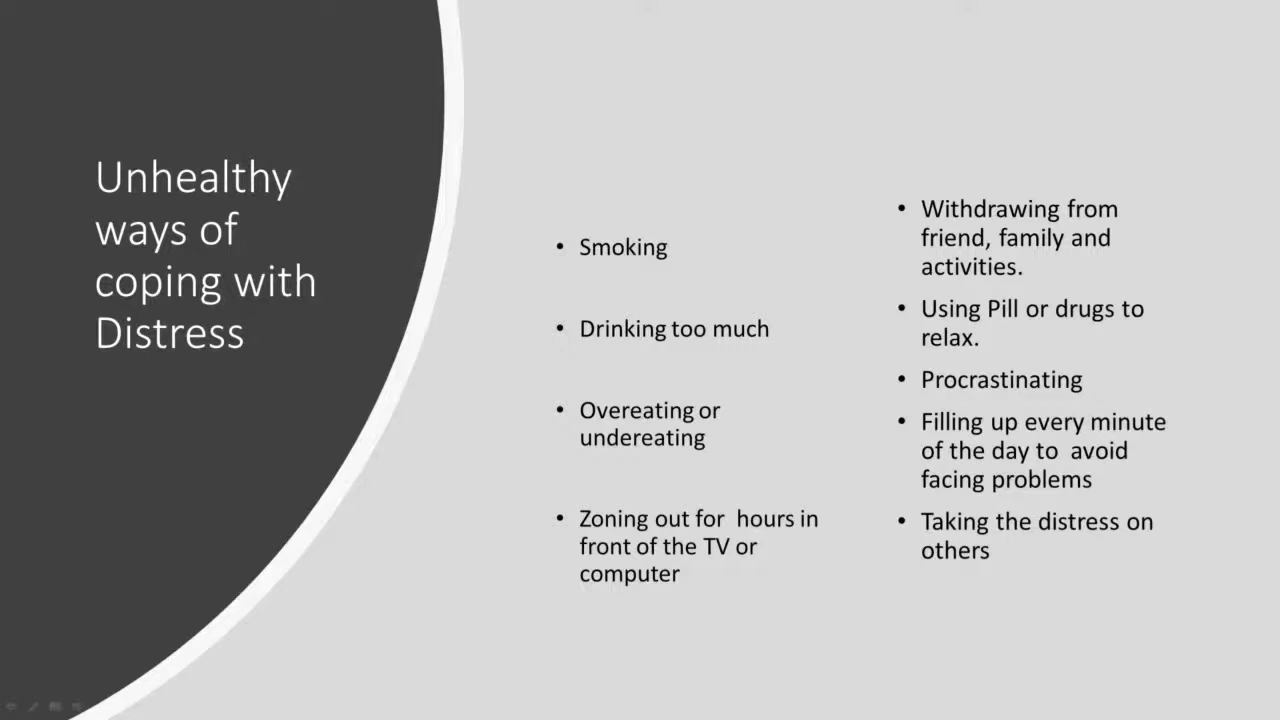 Unhealthy
ways of
coping with
Distress
• Smoking
• Drinking too much
• Overeating or
undereating
• Zoning out for  hours in
front of the TV or
computer
• Withdrawing from
friend, family and
activities.
• Using Pill or drugs to
relax.
• Procrastinating
• Filling up every minute
of the day to  avoid
facing problems
• Taking the distress on
others